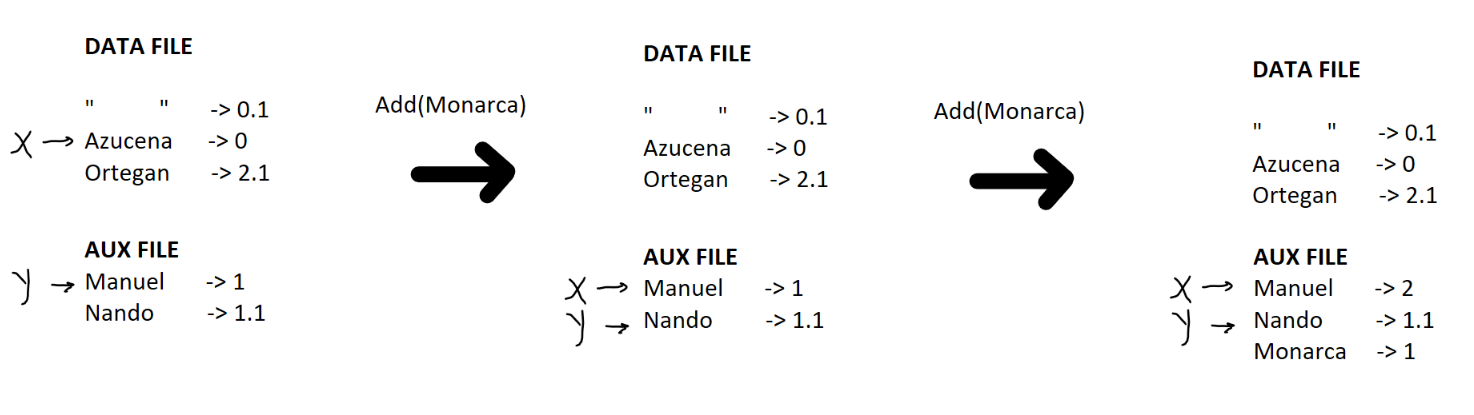 DATA FILE
" " -> 0.1
X → Azucena -> 0
Ortegan -> 2.1
AUX FILE
y → Manuel -> 1
Nando -> 1.1
Add(Monarca)
DATA FILE
" " -> 0.1
Azucena -> 0
Ortegan -> 2.1
AUX FILE
X → Manuel -> 1
y → Nando -> 1.1
Add(Monarca)
DATA FILE
" " -> 0.1
Azucena -> 0
Ortegan -> 2.1
AUX FILE
X → Manuel -> 2
y → Nando -> 1.1
Monarca -> 1